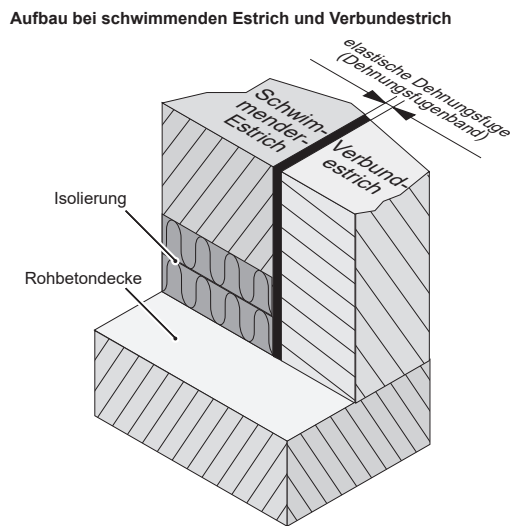 Aufbau bei schwimmenden Estrich und Verbundestrich
elastische Dehnungsfuge
(Dehnungsfugenband)
Schwim-
mender-
Estrich
Verbund-
estrich
Isolierung
Rohbetondecke